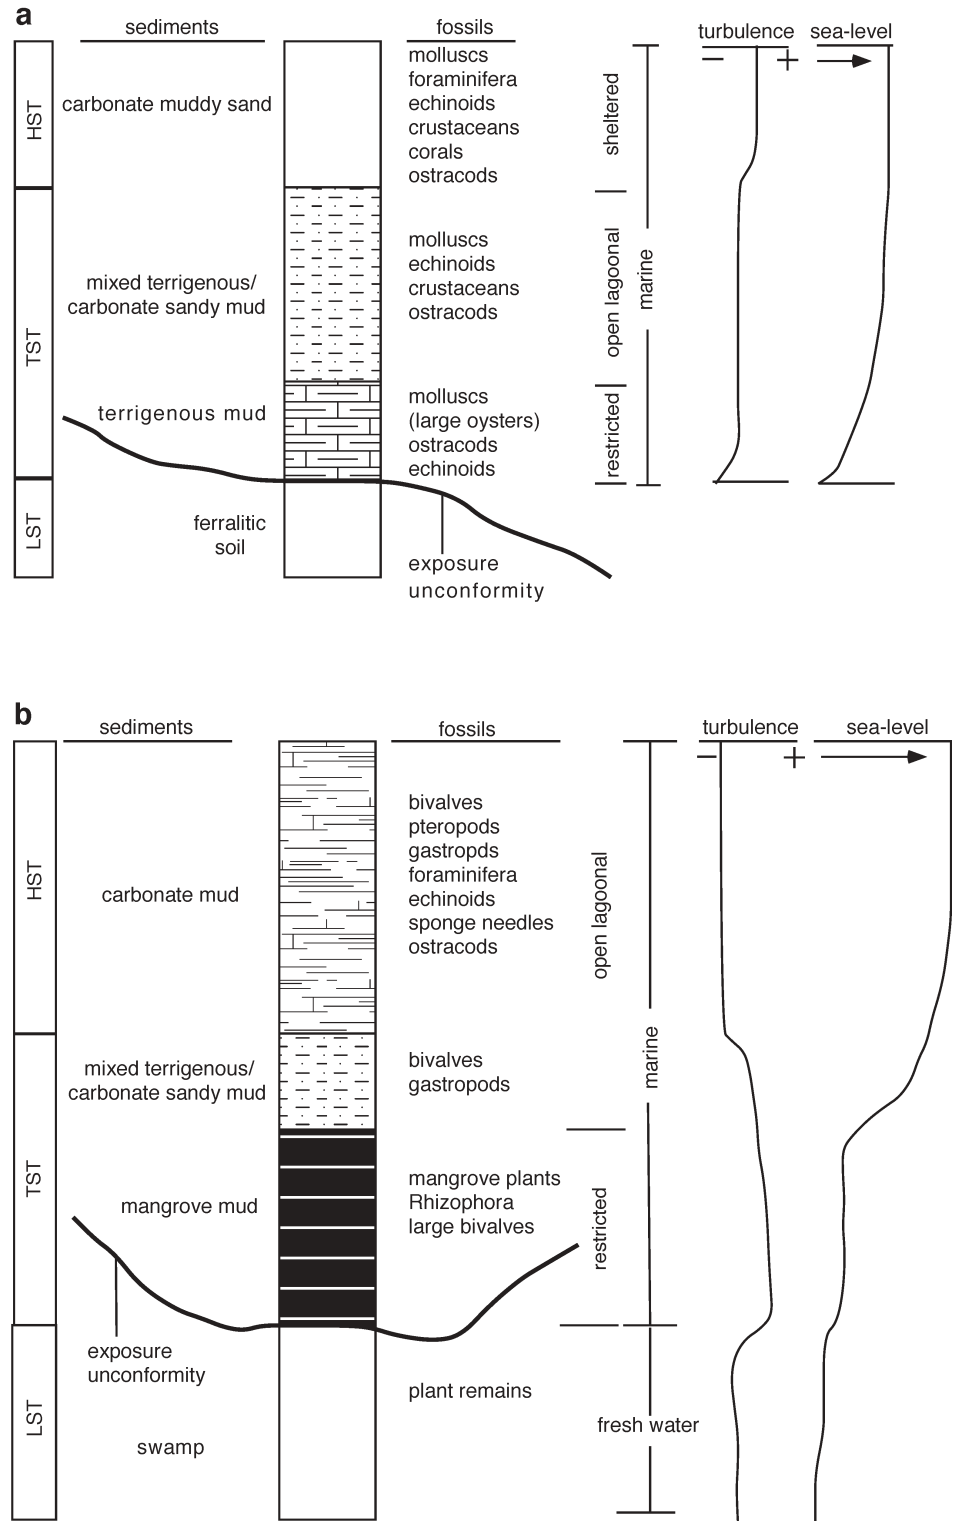 a
sediments
fossils
turbulence
sea-level
− +
HST
carbonate muddy sand
molluscs
foraminifera
echinoids
crustaceans
corals
ostracods
sheltered
marine
TST
mixed terrigenous/
carbonate sandy mud
molluscs
echinoids
crustaceans
ostracods
open lagoonal
terrigenous mud
molluscs
(large oysters)
ostracods
echinoids
restricted
LST
ferralitic
soil
exposure
unconformity
b
sediments
fossils
turbulence
sea-level
− +
HST
carbonate mud
bivalves
pteropods
gastropds
foraminifera
echinoids
sponge needles
ostracods
open lagoonal
marine
TST
mixed terrigenous/
carbonate sandy mud
bivalves
gastropods
mangrove mud
mangrove plants
Rhizophora
large bivalves
restricted
exposure
unconformity
LST
swamp
plant remains
fresh water